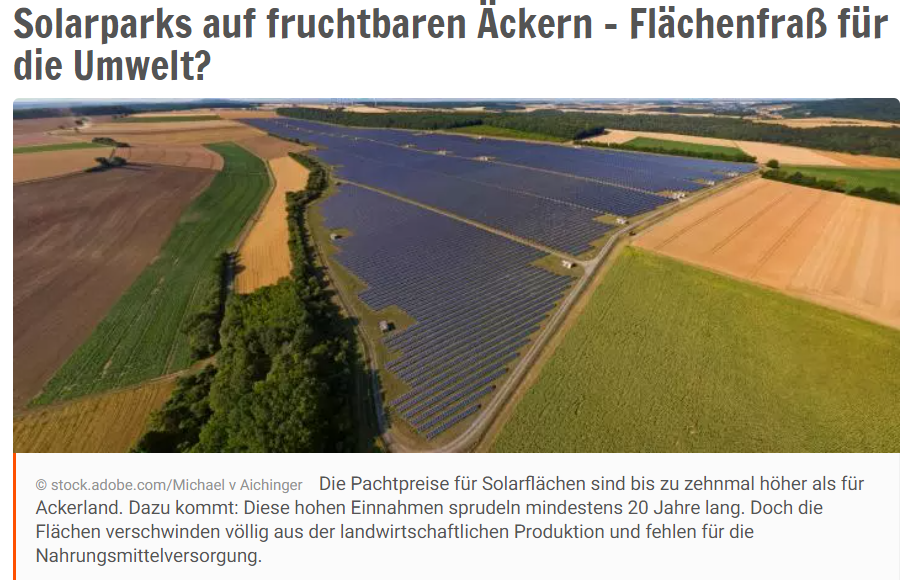 Solarparks auf fruchtbaren Äckern - Flächenfraß für
die Umwelt?
© stock.adobe.com/Michael v Aichinger Die Pachtpreise für Solarflächen sind bis zu zehnmal höher als für
Ackerland. Dazu kommt: Diese hohen Einnahmen sprudeln mindestens 20 Jahre lang. Doch die
Flächen verschwinden völlig aus der landwirtschaftlichen Produktion und fehlen für die
Nahrungsmittelversorgung.